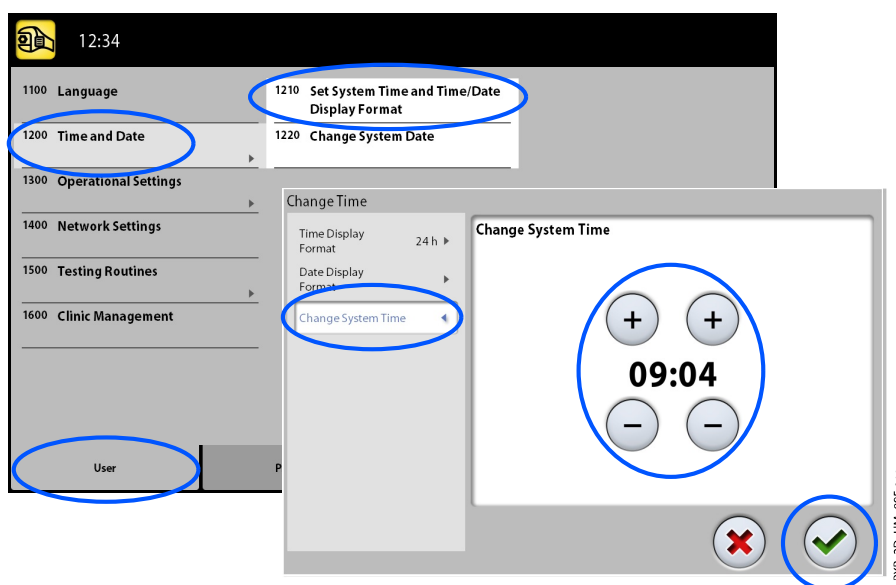 12:34
1100 Language
1200 Time and Date
1300 Operational Settings
1400 Network Settings
1500 Testing Routines
1600 Clinic Management
1210 Set System Time and Time/Date
Display Format
1220 Change System Date
User
P
Change Time
Time Display
Format
24 h
Date Display
Format
Change System Time
Change System Time
+ +
09:04
− −